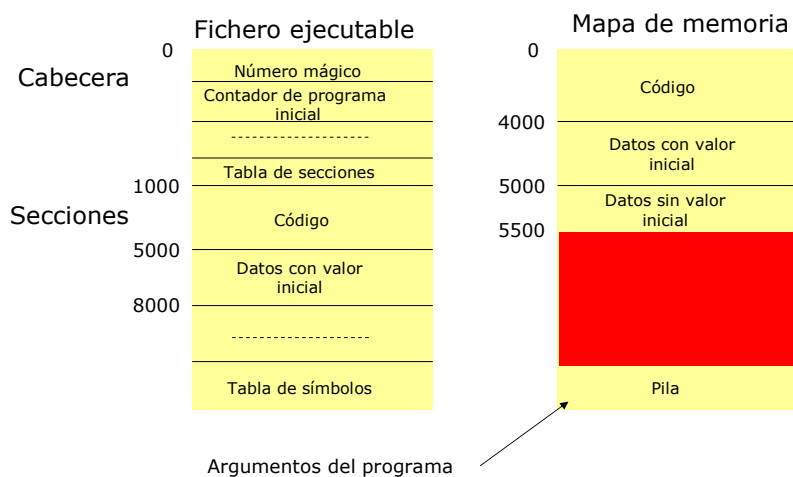 Fichero ejecutable
Mapa de memoria
0
Cabecera
Número mágico
Contador de programa
inicial
--------------------
Tabla de secciones
1000
Secciones
Código
5000
Datos con valor
inicial
8000
--------------------
Tabla de símbolos
0
Código
4000
Datos con valor
inicial
5000
Datos sin valor
inicial
5500
Pila
Argumentos del programa